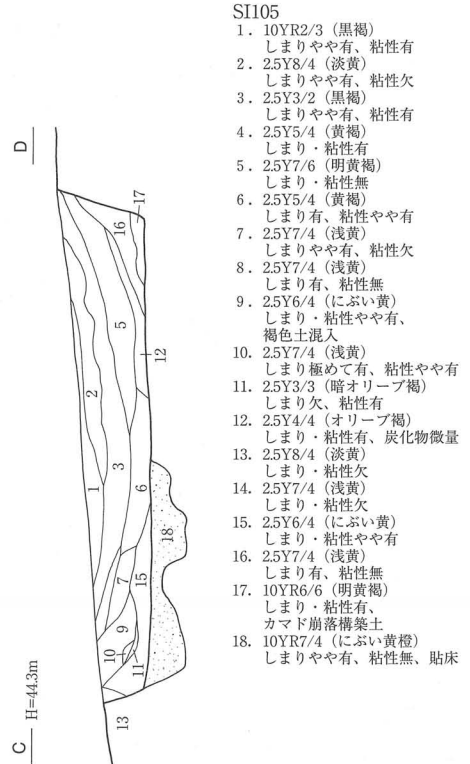 SI105
1. 10YR2/3（黒褐）
しまりやや有、粘性有
2. 2.5Y8/4（淡黄）
しまりやや有、粘性欠
3. 2.5Y3/2（黒褐）
しまりやや有、粘性有
4. 2.5Y5/4（黄褐）
しまり・粘性有
5. 2.5Y7/6（明黄褐）
しまり・粘性無
6. 2.5Y5/4（黄褐）
しまり有、粘性やや有
7. 2.5Y7/4（浅黄）
しまりやや有、粘性欠
8. 2.5Y7/4（浅黄）
しまり有、粘性無
9. 2.5Y6/4（にぶい黄）
しまり・粘性やや有、
褐色土混入
10. 2.5Y7/4（浅黄）
しまり極めて有、粘性やや有
11. 2.5Y3/3（暗オリーブ褐）
しまり欠、粘性有
12. 2.5Y4/4（オリーブ褐）
しまり・粘性有、炭化物微量
13. 2.5Y8/4（淡黄）
しまり・粘性欠
14. 2.5Y7/4（浅黄）
しまり・粘性欠
15. 2.5Y6/4（にぶい黄）
しまり・粘性やや有
16. 2.5Y7/4（浅黄）
しまり有、粘性無
17. 10YR6/6（明黄褐）
しまり・粘性有、
カマド崩落構築土
18. 10YR7/4（にぶい黄橙）
しまりやや有、粘性無、貼床
C
H=44.3m
D
13
10
11
9
7
15
18
1
3
6
2
5
12
16
17